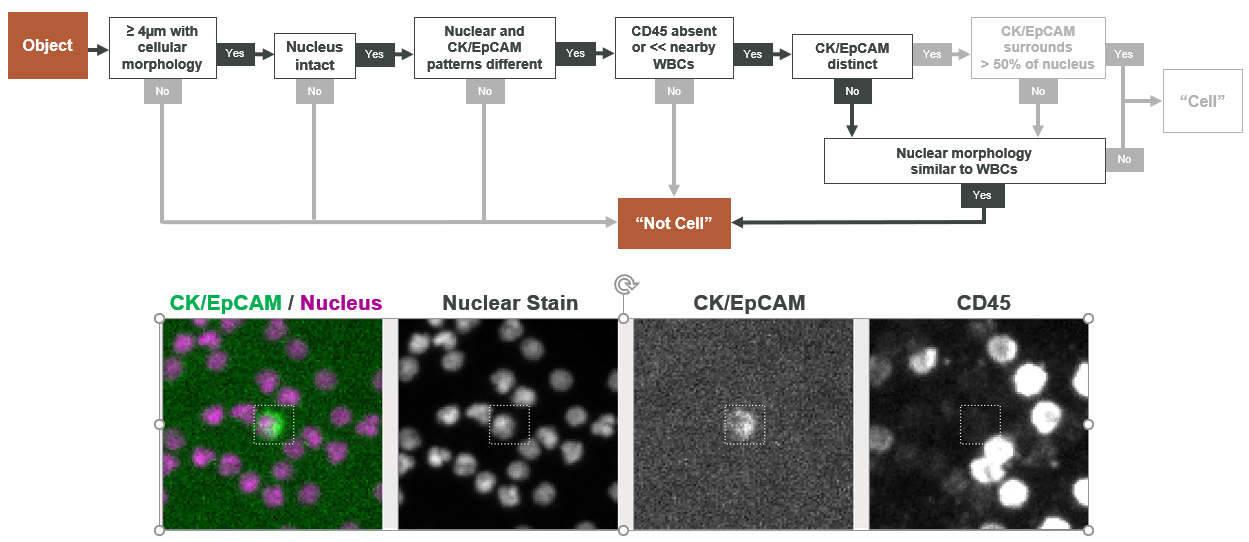 Object
≥ 4µm with
cellular
morphology
Yes
No
Nucleus
intact
Yes
No
Nuclear and
CK/EpCAM
patterns different
Yes
No
CD45 absent
or << nearby
WBCs
Yes
No
CK/EpCAM
distinct
Yes
No
CK/EpCAM
surrounds
> 50% of nucleus
Yes
No
“Cell”
Nuclear morphology
similar to WBCs
No
Yes
“Not Cell”
CK/EpCAM / Nucleus
Nuclear Stain
CK/EpCAM
CD45